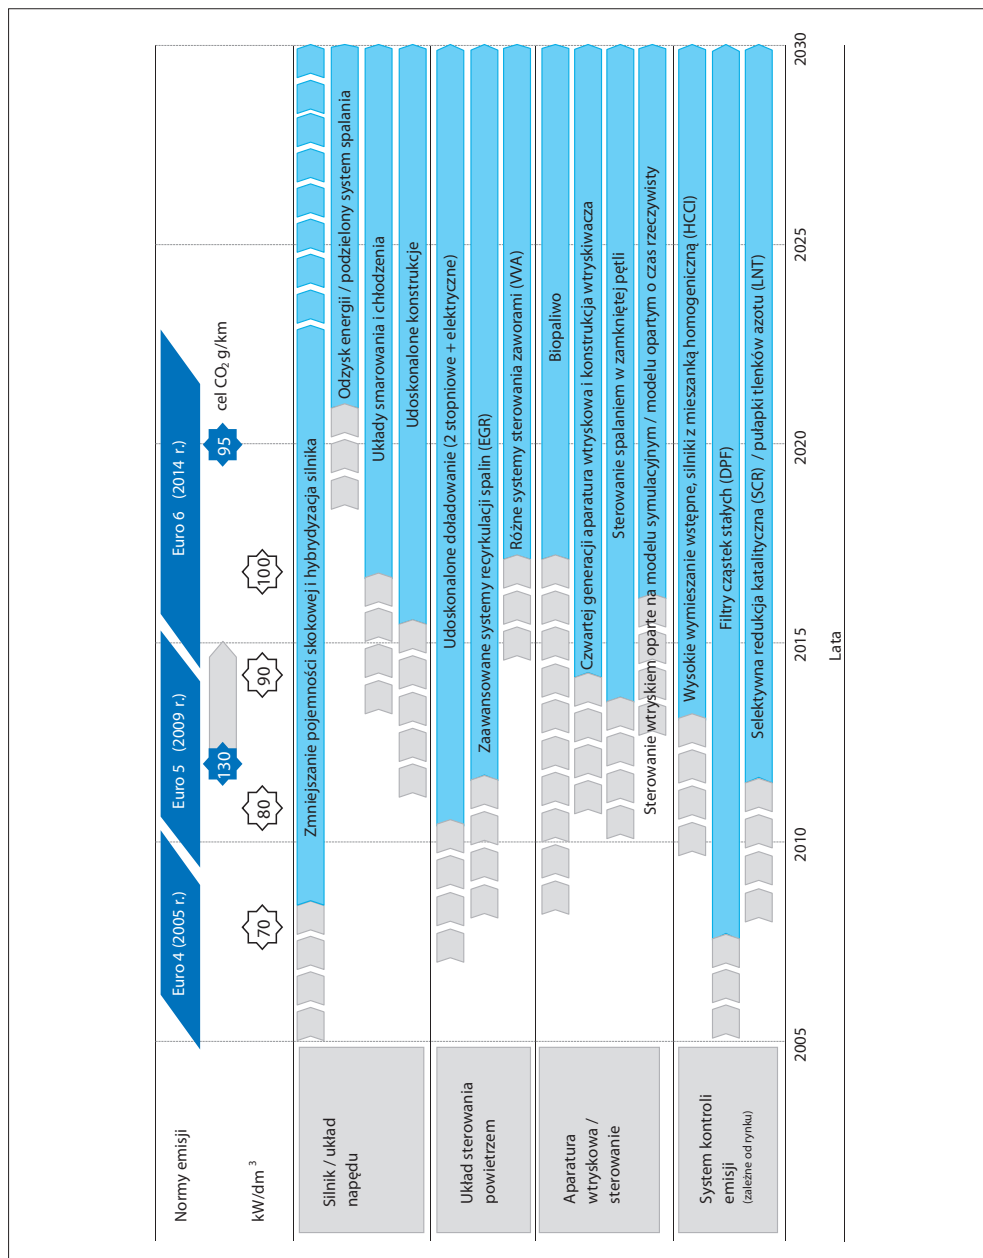 Normy emisji
Euro 4 (2005 r.)
Euro 5 (2009 r.)
Euro 6 (2014 r.)
130
95
cel CO₂ g/km
kW/dm ³
70
80
90
100
Silnik / układ
napędu
Zmniejszanie pojemności skokowej i hybrydyzacja silnika
Odzysk energii / podzielony system spalania
Układy smarowania i chłodzenia
Udoskonalone konstrukcje
Układ sterowania
powietrzem
Udoskonalone doładowanie (2 stopniowe + elektryczne)
Zaawansowane systemy recyrkulacji spalin (EGR)
Różne systemy sterowania zaworami (VVA)
Aparatura
wtryskowa /
sterowanie
Biopaliwo
Czwartej generacji aparatura wtryskowa i konstrukcja wtryskiwacza
Sterowanie spalaniem w zamkniętej pętli
Sterowanie wtryskiem oparte na modelu symulacyjnym / modelu opartym o czas rzeczywisty
System kontroli
emisji
(zależne od rynku)
Wysokie wymieszanie wstępne, silniki z mieszanką homogeniczną (HCCI)
Filtry cząstek stałych (DPF)
Selektywna redukcja katalityczna (SCR) / pułapki tlenków azotu (LNT)
2005
2010
2015
2020
2025
2030
Lata